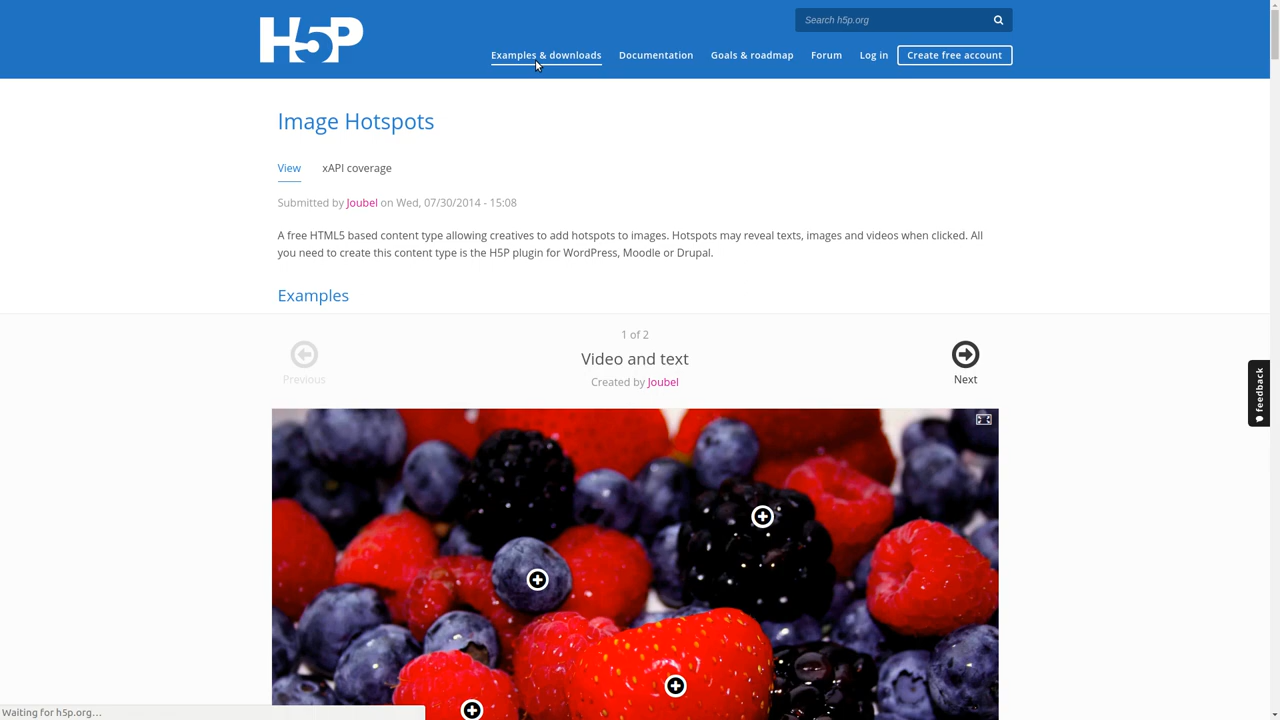 H5P
Search h5p.org
Examples & downloads Documentation Goals & roadmap Forum Log in Create free account
Image Hotspots
View xAPI coverage
Submitted by Joubel on Wed, 07/30/2014 - 15:08
A free HTML5 based content type allowing creatives to add hotspots to images. Hotspots may reveal texts, images and videos when clicked. All
you need to create this content type is the H5P plugin for WordPress, Moodle or Drupal.
Examples
1 of 2
Video and text
Created by Joubel
Previous
Next
feedback
Waiting for h5p.org...